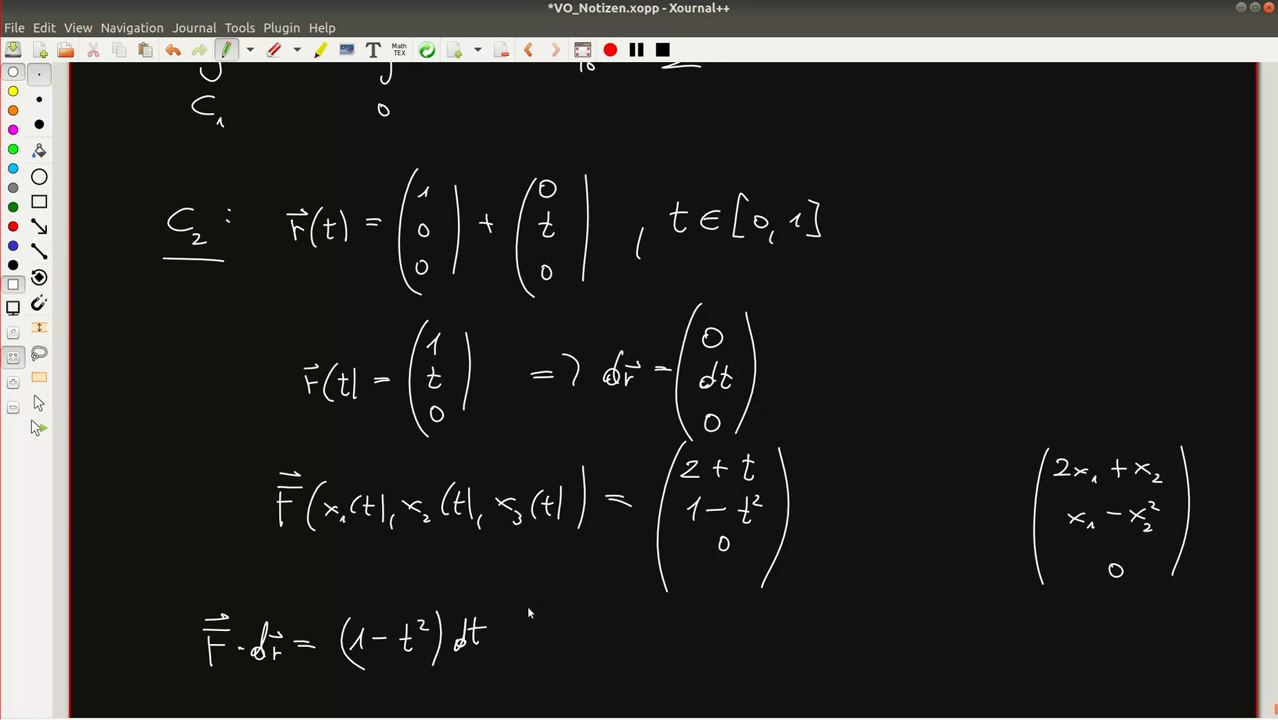 *VO_Notizen.xopp - Xournal++
File Edit View Navigation Journal Tools Plugin Help
C₁ 0
C₂ : r⃗(t) = (1 0 0) + (0 t 0) , t ∈ [0, 1]
r⃗(t) = (1 t 0) => dr⃗ = (0 dt 0)
F⃗(x₁(t), x₂(t), x₃(t)) = (2 + t 1 - t² 0) (2x₁ + x₂ x₁ - x₂² 0)
F⃗ · dr⃗ = (1 - t²) dt